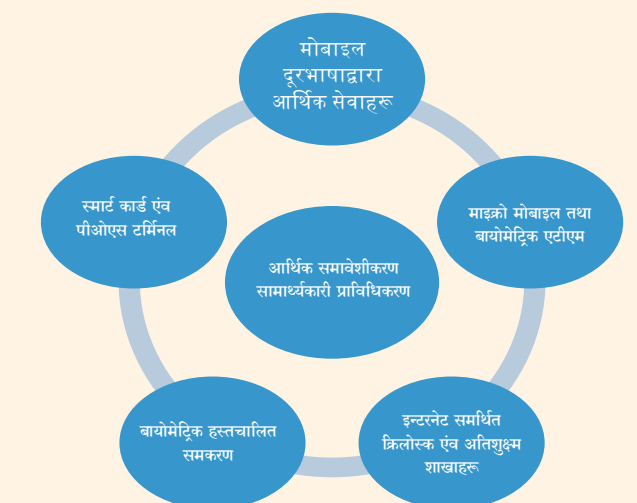 मोबाइल
दूरभाषाद्वारा
आर्थिक सेवाहरू
स्मार्ट कार्ड एंव
पीओएस टर्मिनल
माइक्रो मोबाइल तथा
बायोमेट्रिक एटीएम
आर्थिक समावेशीकरण
सामार्थ्यकारी प्राविधिकरण
बायोमेट्रिक हस्तचालित
समकरण
इन्टरनेट समर्थित
क्रिलोस्क एंव अतिशुक्ष्म
शाखाहरू